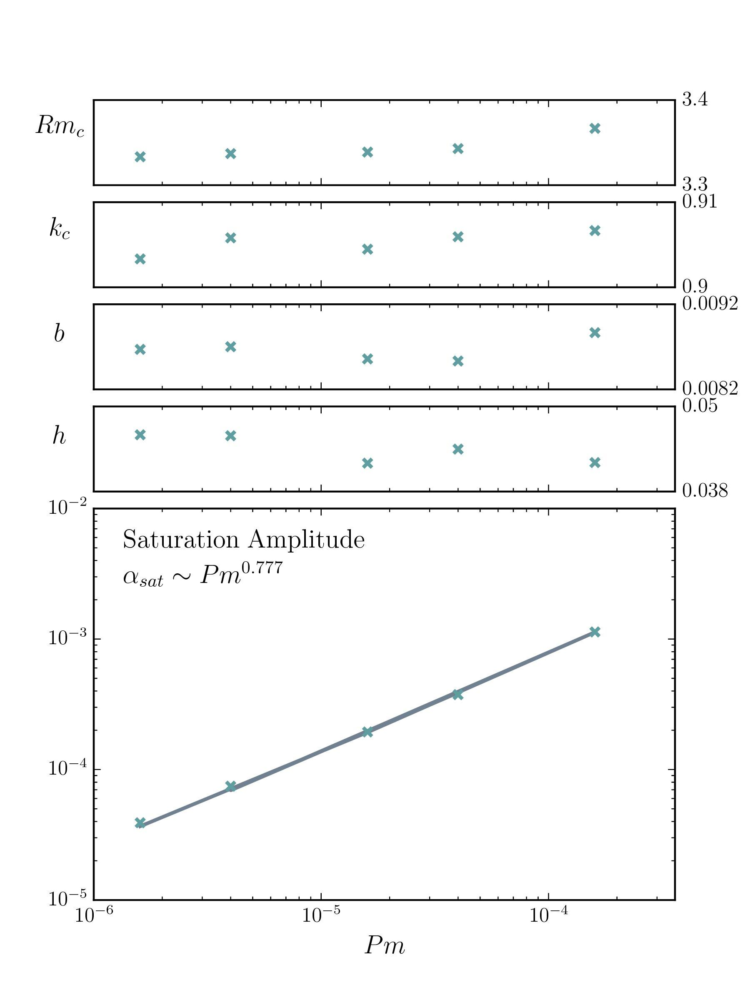 3.4
Rm_c
3.3
0.91
k_c
0.9
0.0092
b
0.0082
0.05
h
0.038
10^{-2}
Saturation Amplitude
α_{sat} ∼ Pm^{0.777}
10^{-3}
10^{-4}
10^{-5}
10^{-6} 10^{-5} 10^{-4}
Pm